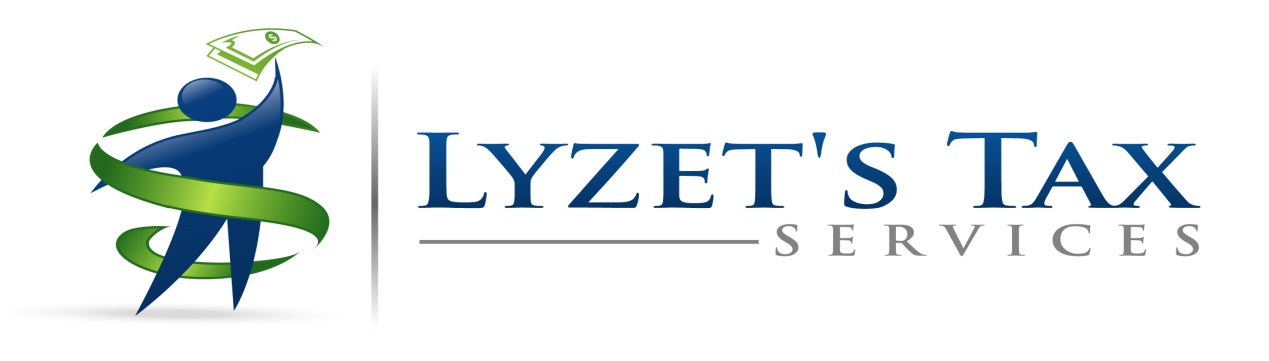 $
LYZET'S TAX
SERVICES